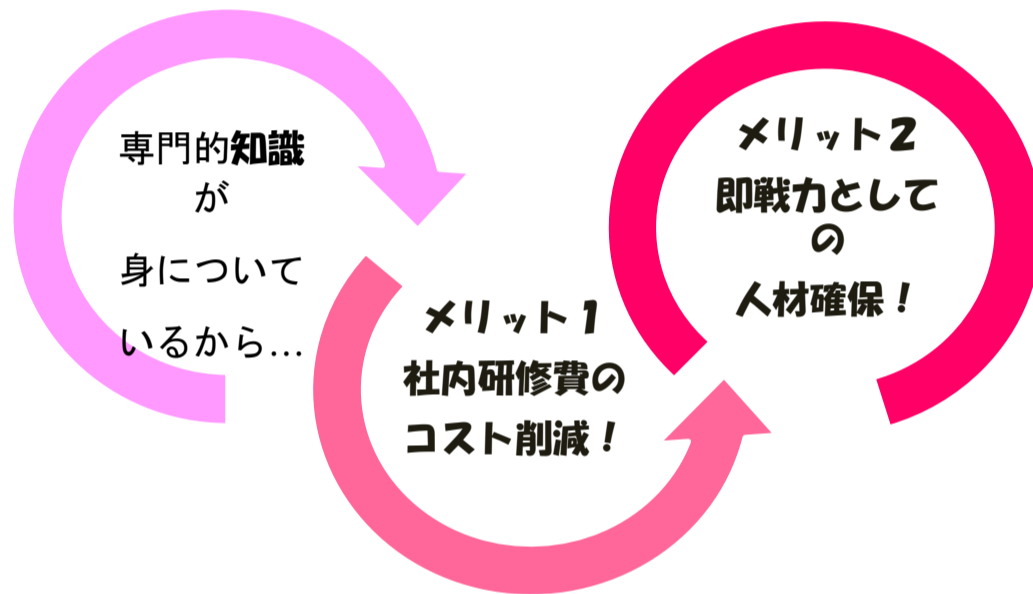 専門的知識
が
身について
いるから…
メリット１
社内研修費の
コスト削減！
メリット２
即戦力として
の
人材確保！